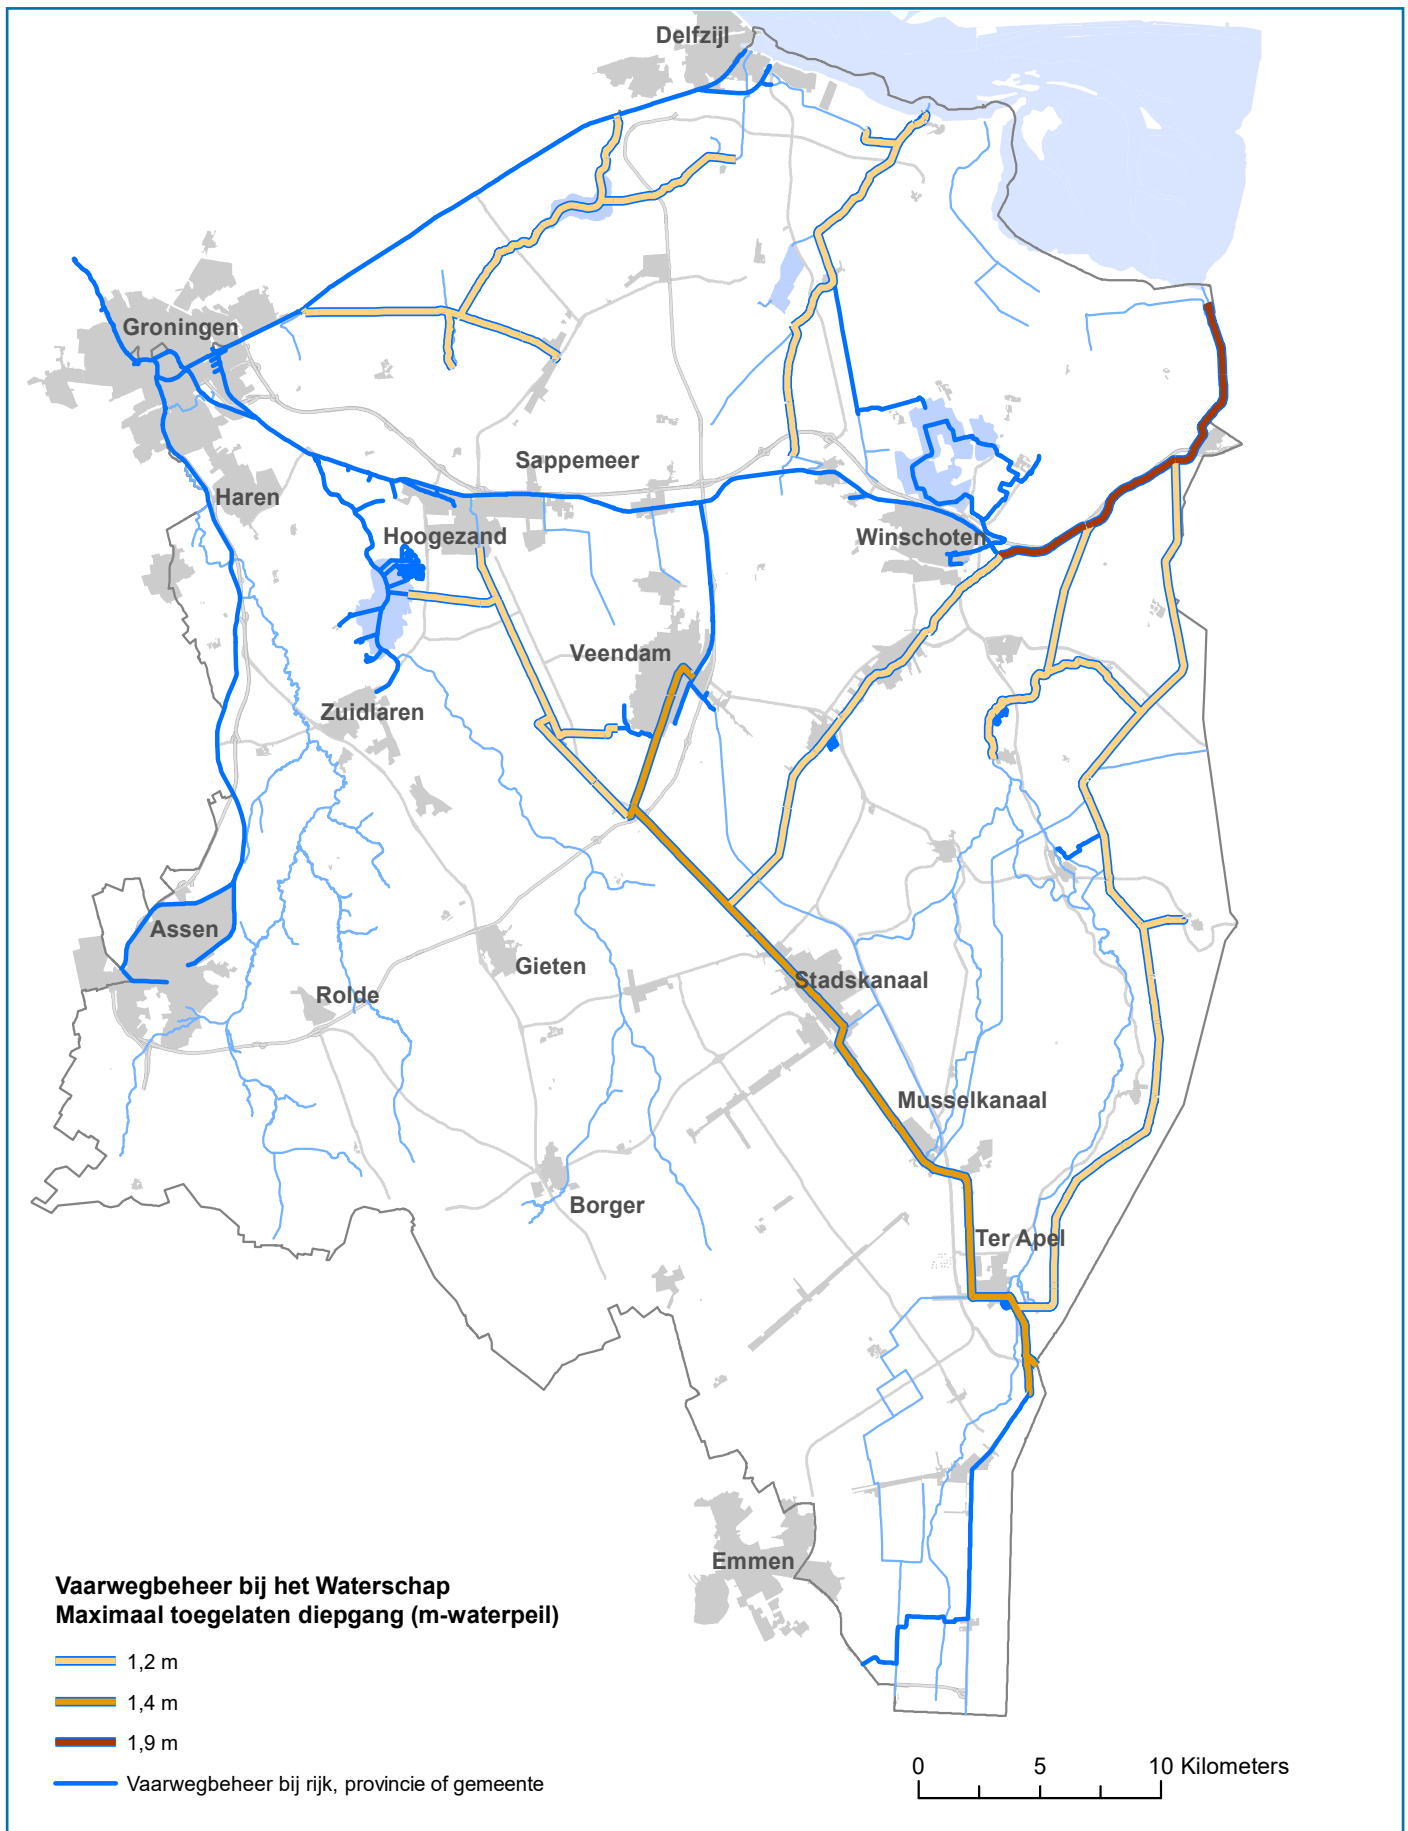 Delfzijl
Groningen
Sappemeer
Haren
Hoogezand
Winschoten
Veendam
Zuidlaren
Assen
Gieten
Stadskanaal
Rolde
Musselkanaal
Borger
Ter Apel
Emmen
Vaarwegbeheer bij het Waterschap
Maximaal toegelaten diepgang (m-waterpeil)
1,2 m
1,4 m
1,9 m
Vaarwegbeheer bij rijk, provincie of gemeente
0 5 10 Kilometers